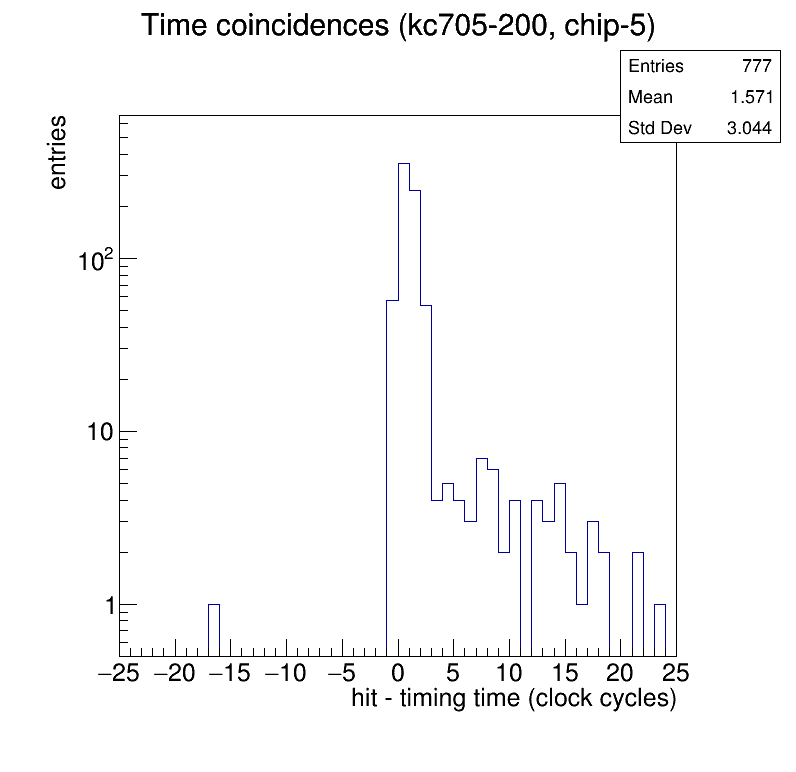 Time coincidences (kc705-200, chip-5)
Entries 777
Mean 1.571
Std Dev 3.044
entries
10²
10
1
−25 −20 −15 −10 −5 0 5 10 15 20 25
hit - timing time (clock cycles)